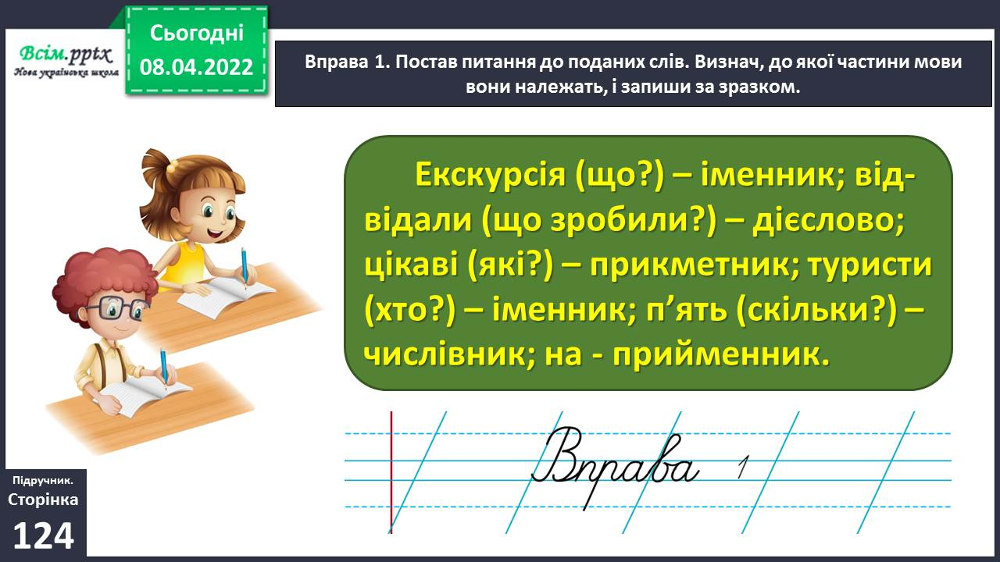 Всім.pptx
Нова українська школа
Сьогодні
08.04.2022
Вправа 1. Постав питання до поданих слів. Визнач, до якої частини мови
вони належать, і запиши за зразком.
Екскурсія (що?) – іменник; від-
відали (що зробили?) – дієслово;
цікаві (які?) – прикметник; туристи
(хто?) – іменник; п’ять (скільки?) –
числівник; на - прийменник.
Вправа 1
Підручник.
Сторінка
124